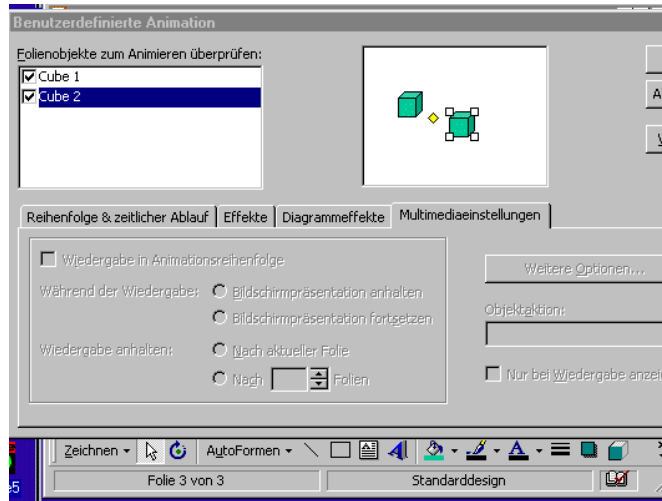 Benutzerdefinierte Animation
Folienobjekte zum Animieren überprüfen:
Cube 1
Cube 2
A
V
Reihenfolge & zeitlicher Ablauf Effekte Diagrammeffekte Multimediaeinstellungen
Wiedergabe in Animationsreihenfolge
Weitere Optionen...
Während der Wiedergabe: Bildschirmpräsentation anhalten
Objektaktion:
Bildschirmpräsentation fortsetzen
Wiedergabe anhalten: Nach aktueller Folie
Nach Folien
Nur bei Wiedergabe anzei
Zeichnen AutoFormen
e5
Folie 3 von 3 Standarddesign